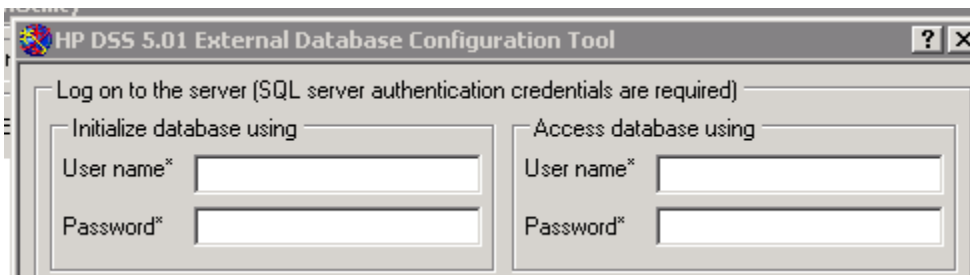 HP DSS 5.01 External Database Configuration Tool
Log on to the server (SQL server authentication credentials are required)
Initialize database using
Access database using
User name*
User name*
Password*
Password*